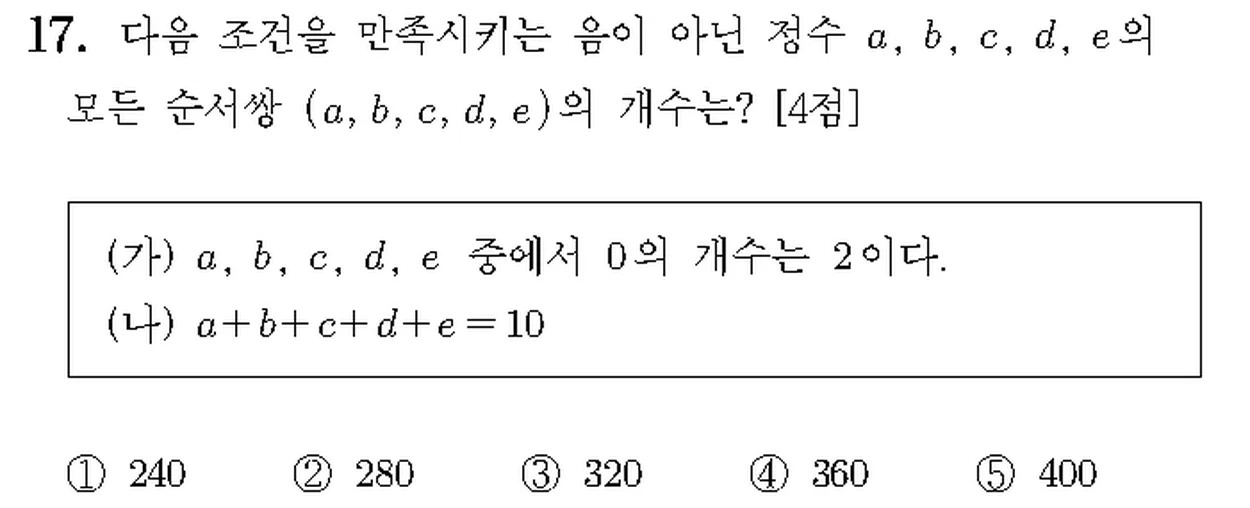 17. 다음 조건을 만족시키는 음이 아닌 정수 a, b, c, d, e의
모든 순서쌍 (a, b, c, d, e)의 개수는? [4점]
(가) a, b, c, d, e 중에서 0의 개수는 2이다.
(나) a+b+c+d+e=10
① 240 ② 280 ③ 320 ④ 360 ⑤ 400